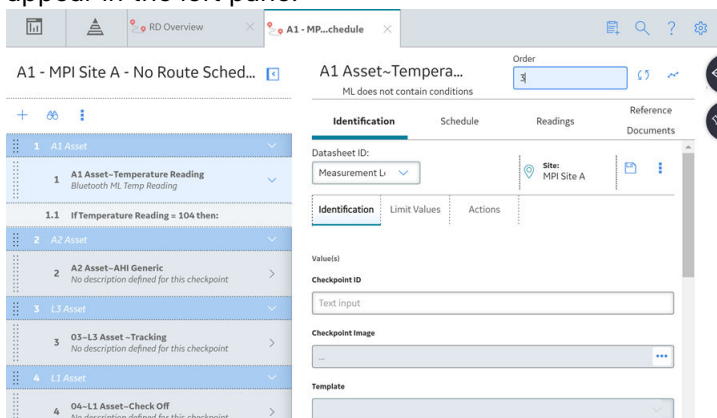 appear in the left panel
RD Overview
A1 - MP...chedule
A1 - MPI Site A - No Route Sched...
A1 Asset~Tempera...
ML does not contain conditions
Order
3
Identification
Schedule
Readings
Reference Documents
1 A1 Asset
1 A1 Asset~Temperature Reading
Bluetooth ML Temp Reading
1.1 If Temperature Reading = 104 then:
2 A2 Asset
2 A2 Asset~AHI Generic
No description defined for this checkpoint
3 L3 Asset
3 03~L3 Asset ~Tracking
No description defined for this checkpoint
4 L1 Asset
4 04~L1 Asset~Check Off
No description defined for this checkpoint
Datasheet ID:
Measurement L
Site:
MPI Site A
Identification
Limit Values
Actions
Value(s)
Checkpoint ID
Text input
Checkpoint Image
...
Template